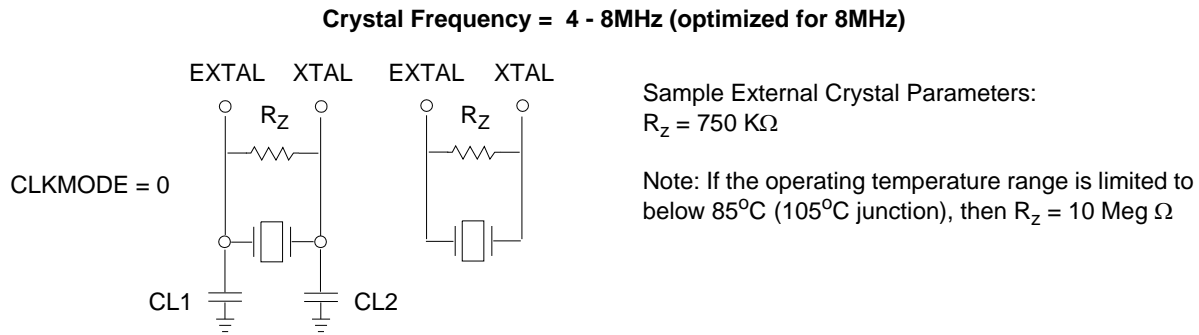 Crystal Frequency = 4 - 8MHz (optimized for 8MHz)
EXTAL XTAL EXTAL XTAL
R_Z R_Z
CLKMODE = 0
CL1 CL2
Sample External Crystal Parameters:
R_z = 750 KΩ
Note: If the operating temperature range is limited to
below 85°C (105°C junction), then R_z = 10 Meg Ω